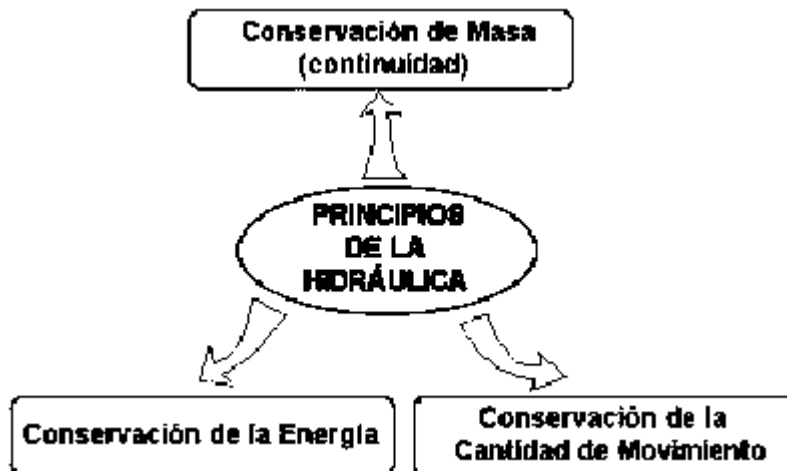 Conservación de Masa
(continuidad)
PRINCIPIOS
DE LA
HIDRÁULICA
Conservación de la Energía
Conservación de la
Cantidad de Movimiento